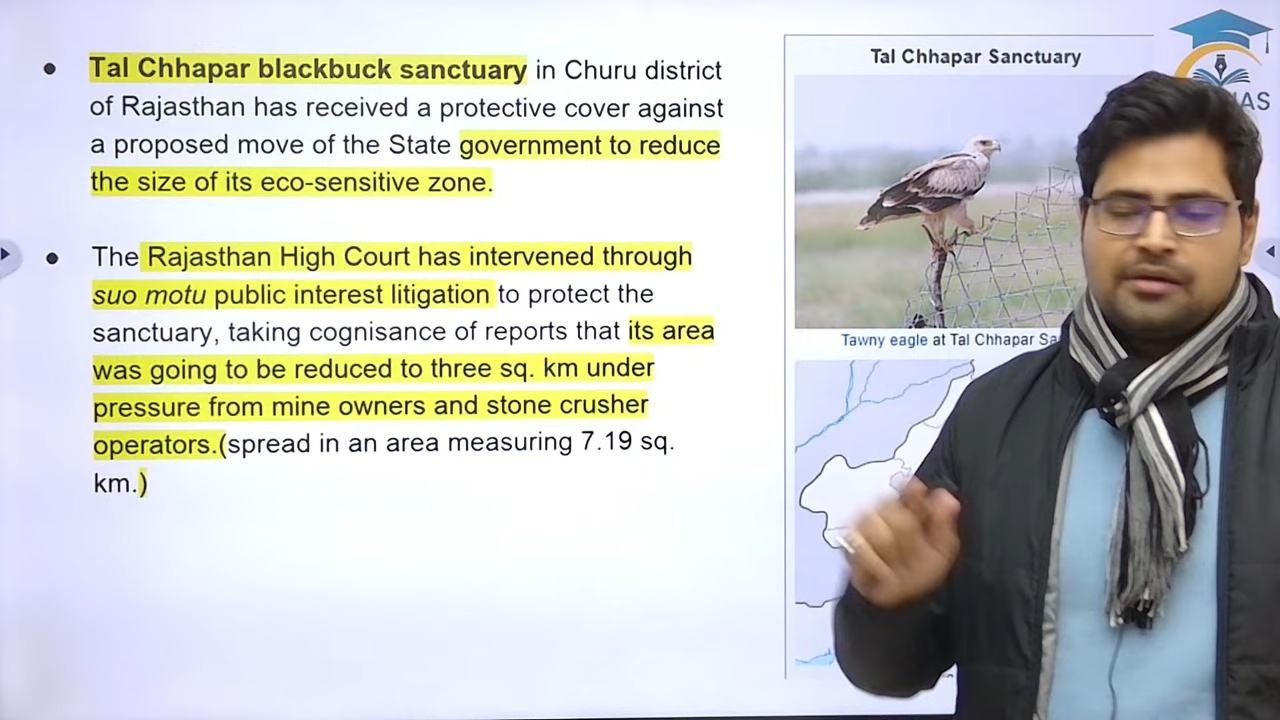 Tal Chhapar blackbuck sanctuary in Churu district
of Rajasthan has received a protective cover against
a proposed move of the State government to reduce
the size of its eco-sensitive zone.
The Rajasthan High Court has intervened through
suo motu public interest litigation to protect the
sanctuary, taking cognisance of reports that its area
was going to be reduced to three sq. km under
pressure from mine owners and stone crusher
operators.(spread in an area measuring 7.19 sq.
km.)
Tal Chhapar Sanctuary
Tawny eagle at Tal Chhapar Sa